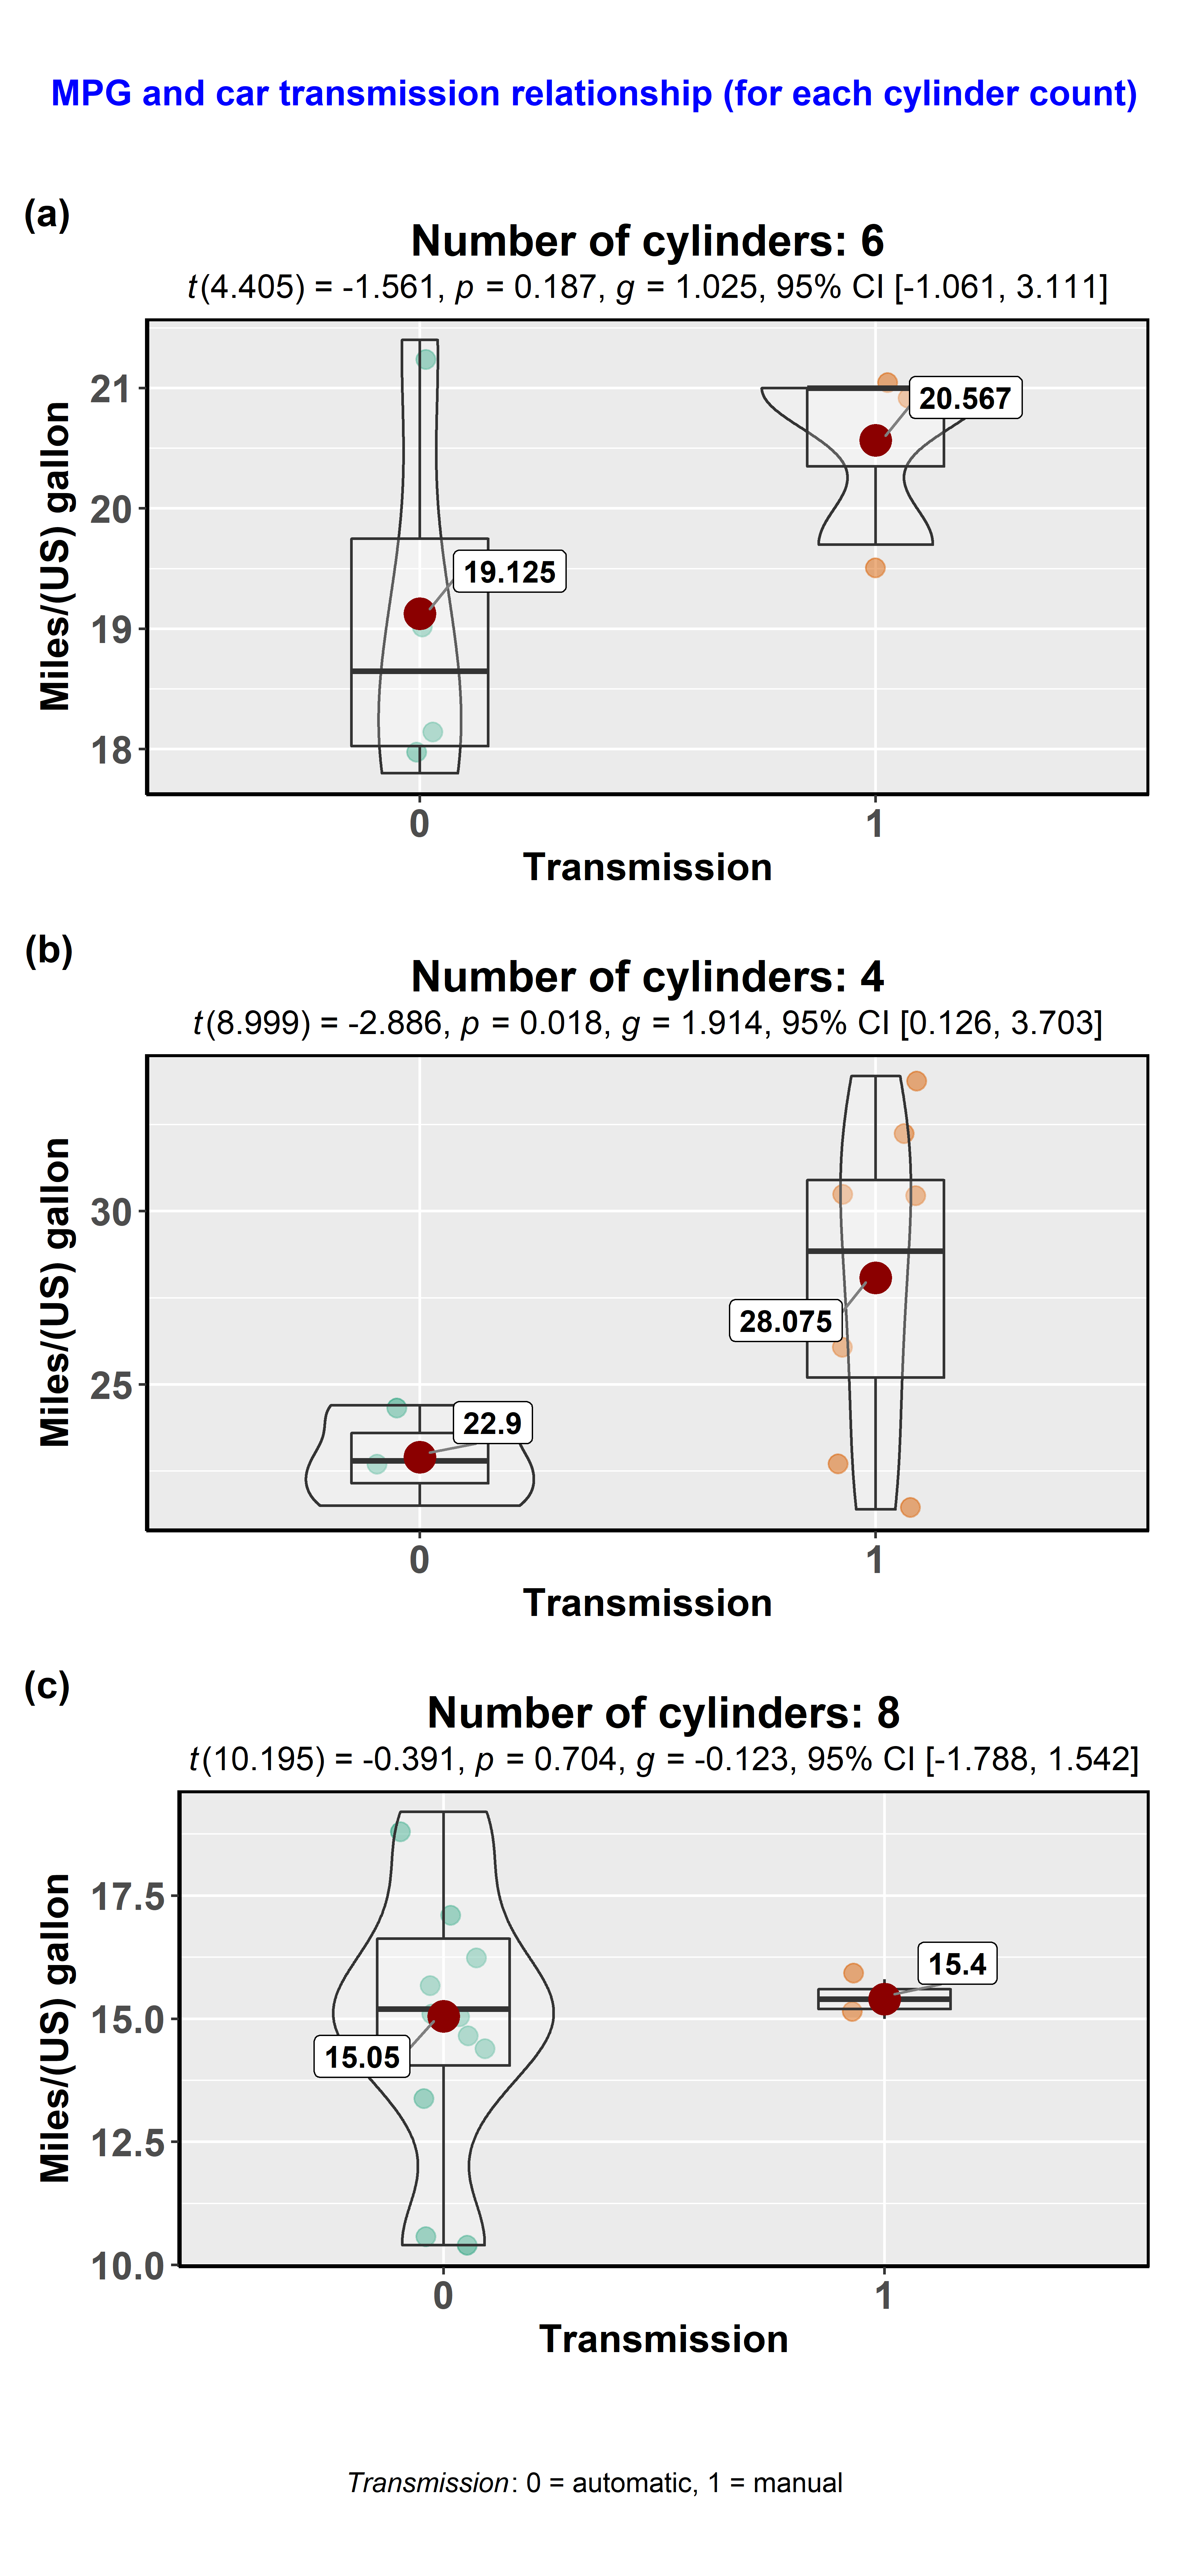 MPG and car transmission relationship (for each cylinder count)
(a)
Number of cylinders: 6
t(4.405) = -1.561, p = 0.187, g = 1.025, 95% CI [-1.061, 3.111]
Miles/(US) gallon
21
20
19
18
20.567
19.125
0 1
Transmission
(b)
Number of cylinders: 4
t(8.999) = -2.886, p = 0.018, g = 1.914, 95% CI [0.126, 3.703]
Miles/(US) gallon
30
25
28.075
22.9
0 1
Transmission
(c)
Number of cylinders: 8
t(10.195) = -0.391, p = 0.704, g = -0.123, 95% CI [-1.788, 1.542]
Miles/(US) gallon
17.5
15.0
12.5
10.0
15.4
15.05
0 1
Transmission
Transmission: 0 = automatic, 1 = manual